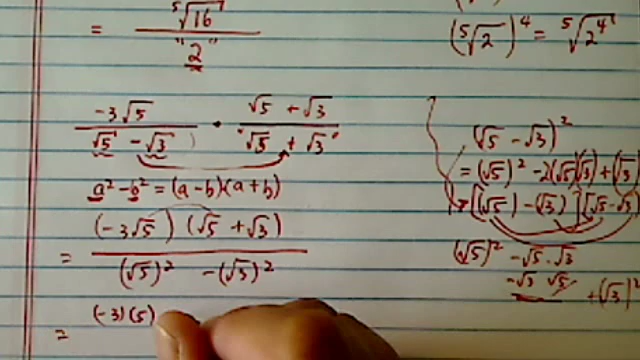 = ⁵√16 / "2"
(⁵√2)⁴ = ⁵√2⁴
-3√5 / (√5 - √3) · (√5 + √3) / (√5 + √3)
a² - b² = (a - b)(a + b)
= (-3√5)(√5 + √3) / ((√5)² - (√3)²)
= (-3)(5)
(√5 - √3)²
= (√5)² - 2(√5)(√3) + (√3)
[(√5) - (√3)][(√5 - √3)
(√5)² - √5 · √3
- √3 √5 + (√3)²